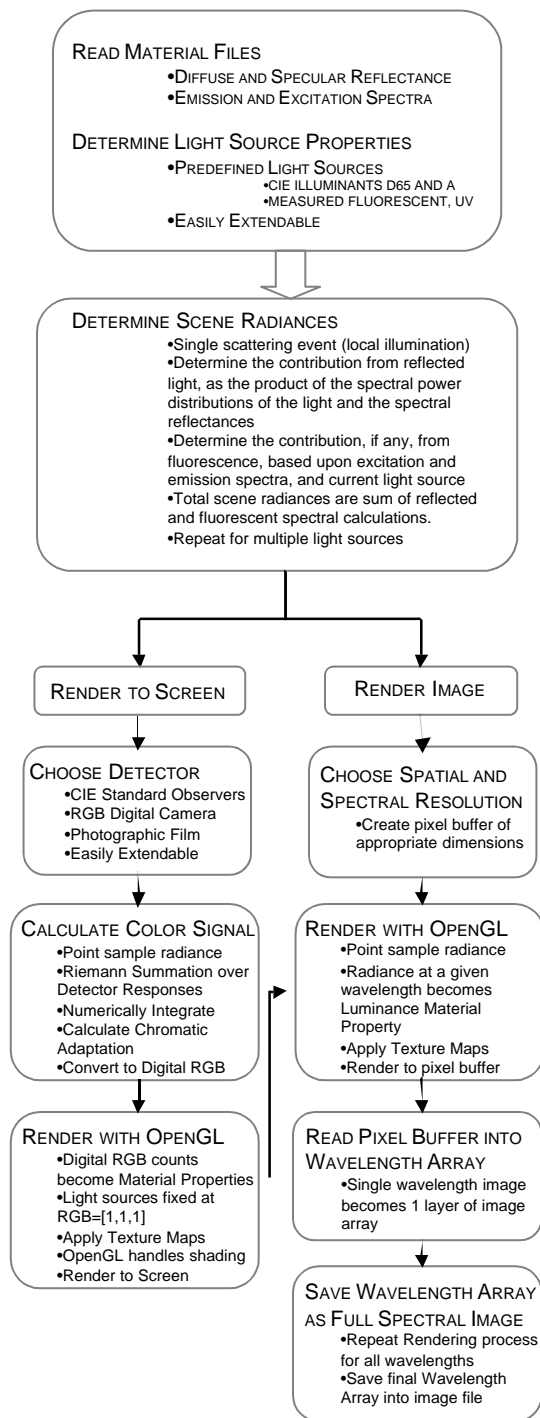 READ MATERIAL FILES
•DIFFUSE AND SPECULAR REFLECTANCE
•EMISSION AND EXCITATION SPECTRA
DETERMINE LIGHT SOURCE PROPERTIES
•PREDEFINED LIGHT SOURCES
•CIE ILLUMINANTS D65 AND A
•MEASURED FLUORESCENT, UV
•EASILY EXTENDABLE
DETERMINE SCENE RADIANCES
•Single scattering event (local illumination)
•Determine the contribution from reflected
light, as the product of the spectral power
distributions of the light and the spectral
reflectances
•Determine the contribution, if any, from
fluorescence, based upon excitation and
emission spectra, and current light source
•Total scene radiances are sum of reflected
and fluorescent spectral calculations.
•Repeat for multiple light sources
RENDER TO SCREEN
CHOOSE DETECTOR
•CIE Standard Observers
•RGB Digital Camera
•Photographic Film
•Easily Extendable
CALCULATE COLOR SIGNAL
•Point sample radiance
•Riemann Summation over
Detector Responses
•Numerically Integrate
•Calculate Chromatic
Adaptation
•Convert to Digital RGB
RENDER WITH OPENGL
•Digital RGB counts
become Material Properties
•Light sources fixed at
RGB=[1,1,1]
•Apply Texture Maps
•OpenGL handles shading
•Render to Screen
RENDER IMAGE
CHOOSE SPATIAL AND
SPECTRAL RESOLUTION
•Create pixel buffer of
appropriate dimensions
RENDER WITH OPENGL
•Point sample radiance
•Radiance at a given
wavelength becomes
Luminance Material
Property
•Apply Texture Maps
•Render to pixel buffer
READ PIXEL BUFFER INTO
WAVELENGTH ARRAY
•Single wavelength image
becomes 1 layer of image
array
SAVE WAVELENGTH ARRAY
AS FULL SPECTRAL IMAGE
•Repeat Rendering process
for all wavelengths
•Save final Wavelength
Array into image file